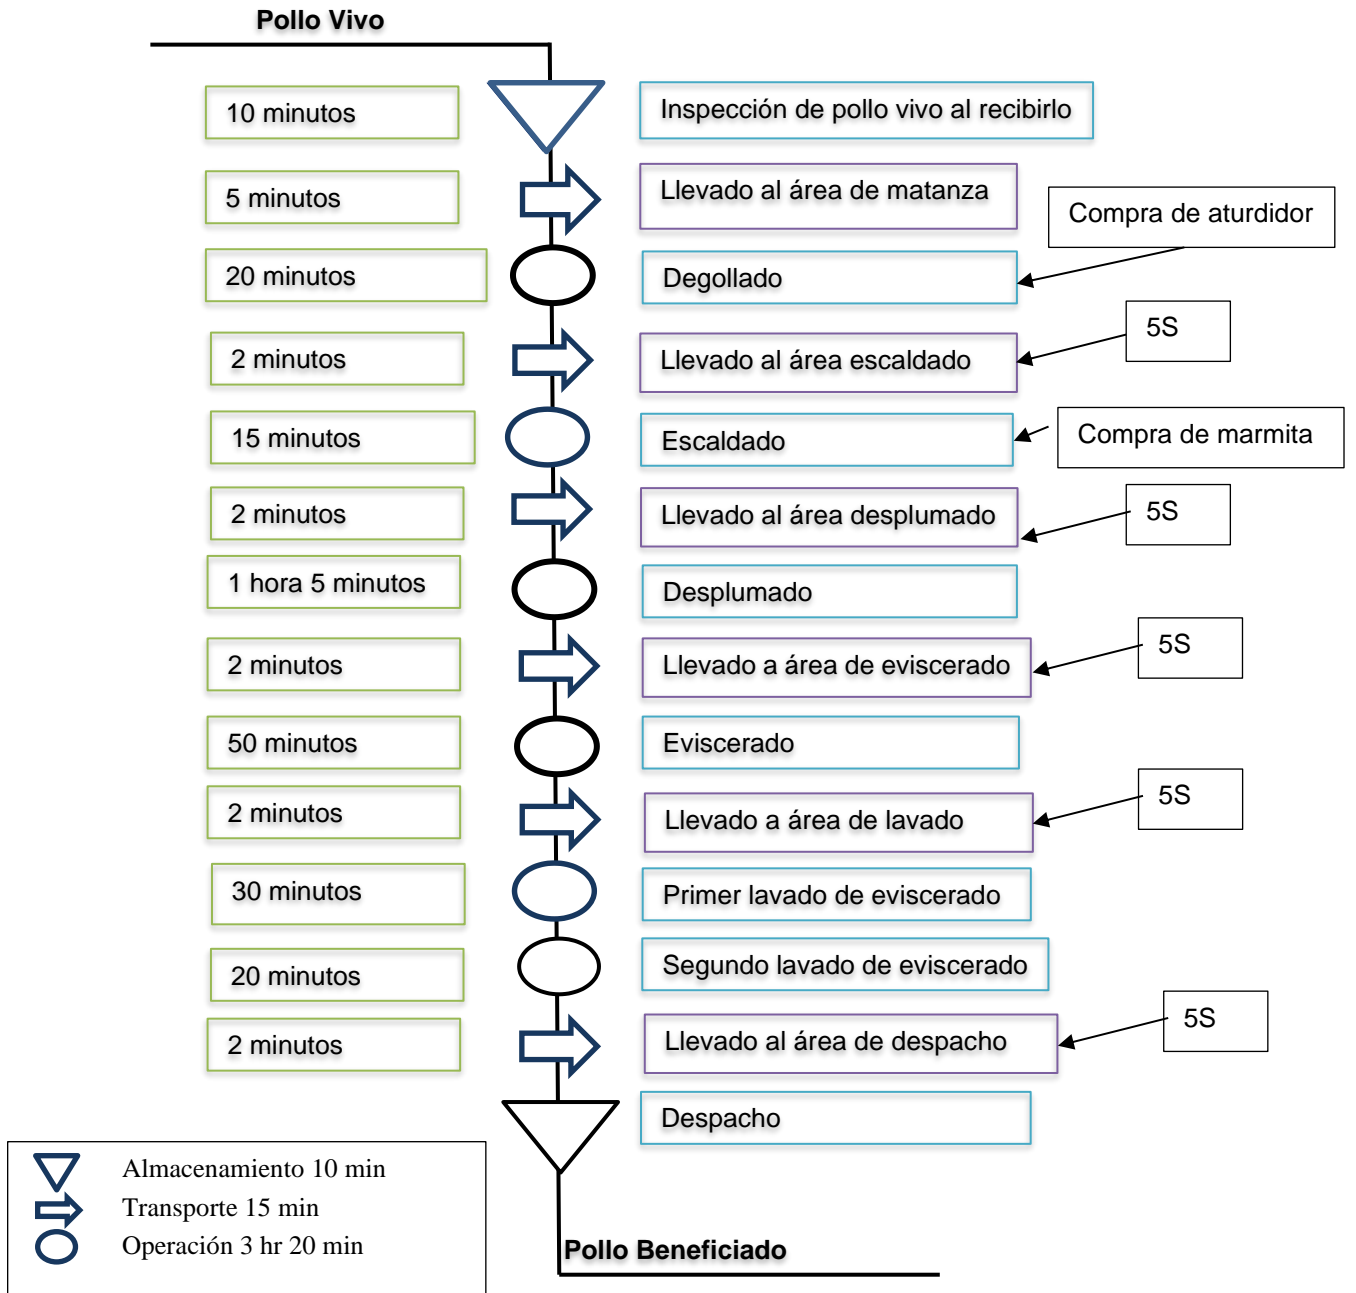 Pollo Vivo
10 minutos
Inspección de pollo vivo al recibirlo
5 minutos
Llevado al área de matanza
Compra de aturdidor
20 minutos
Degollado
5S
2 minutos
Llevado al área escaldado
15 minutos
Escaldado
Compra de marmita
2 minutos
Llevado al área desplumado
5S
1 hora 5 minutos
Desplumado
2 minutos
Llevado a área de eviscerado
5S
50 minutos
Eviscerado
2 minutos
Llevado a área de lavado
5S
30 minutos
Primer lavado de eviscerado
20 minutos
Segundo lavado de eviscerado
2 minutos
Llevado al área de despacho
5S
Despacho
Almacenamiento 10 min
Transporte 15 min
Operación 3 hr 20 min
Pollo Beneficiado